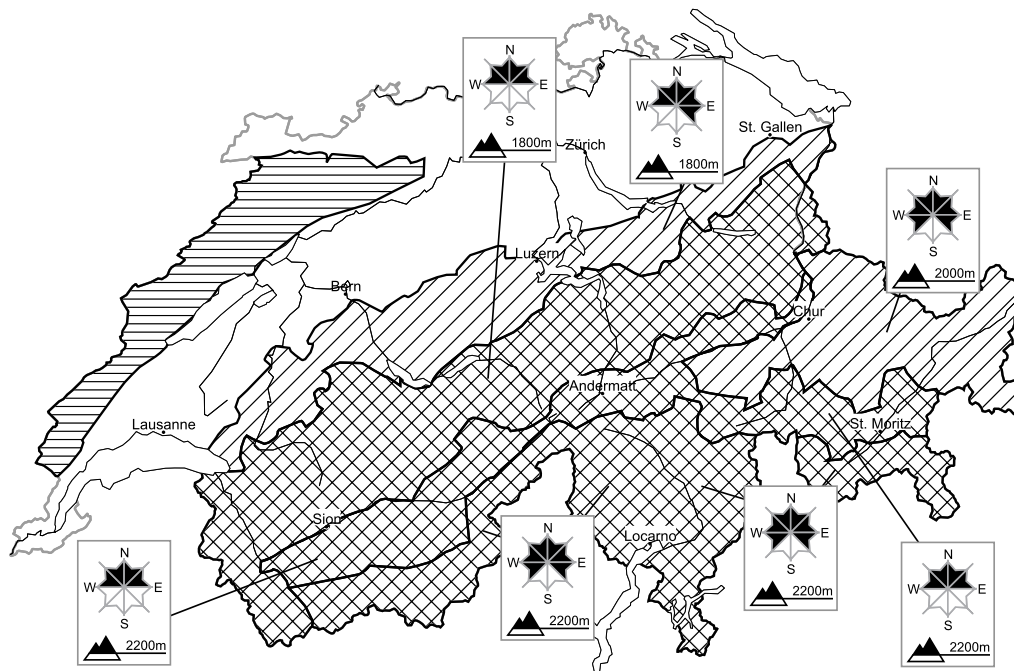 N
W E
S
1800m
N
W E
S
1800m
St. Gallen
Zürich
N
W E
S
2000m
Luzern
Bern
Chur
Andermatt
Lausanne
St. Moritz
Sion
Locarno
N
W E
S
2200m
N
W E
S
2200m
N
W E
S
2200m
N
W E
S
2200m